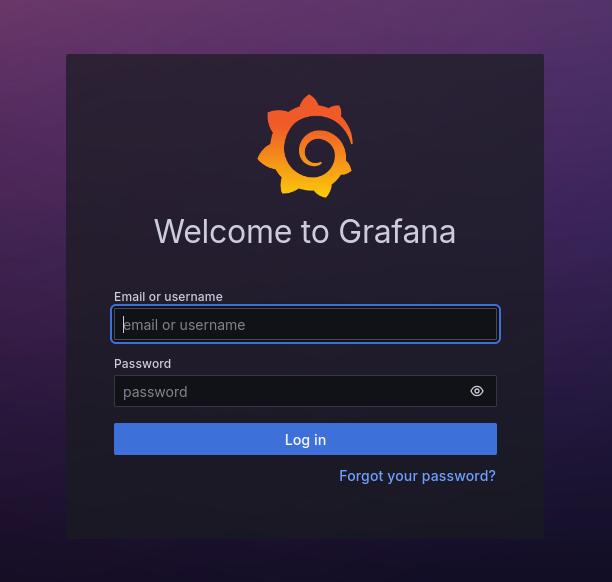 Welcome to Grafana
Email or username
email or username
Password
password
Log in
Forgot your password?